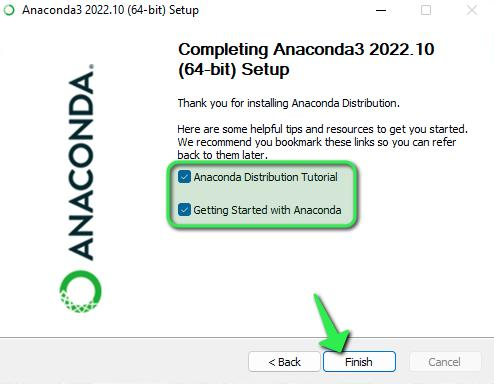 Anaconda3 2022.10 (64-bit) Setup
Completing Anaconda3 2022.10
(64-bit) Setup
Thank you for installing Anaconda Distribution.
Here are some helpful tips and resources to get you started.
We recommend you bookmark these links so you can refer
back to them later.
Anaconda Distribution Tutorial
Getting Started with Anaconda
ANACONDA.
< Back
Finish
Cancel